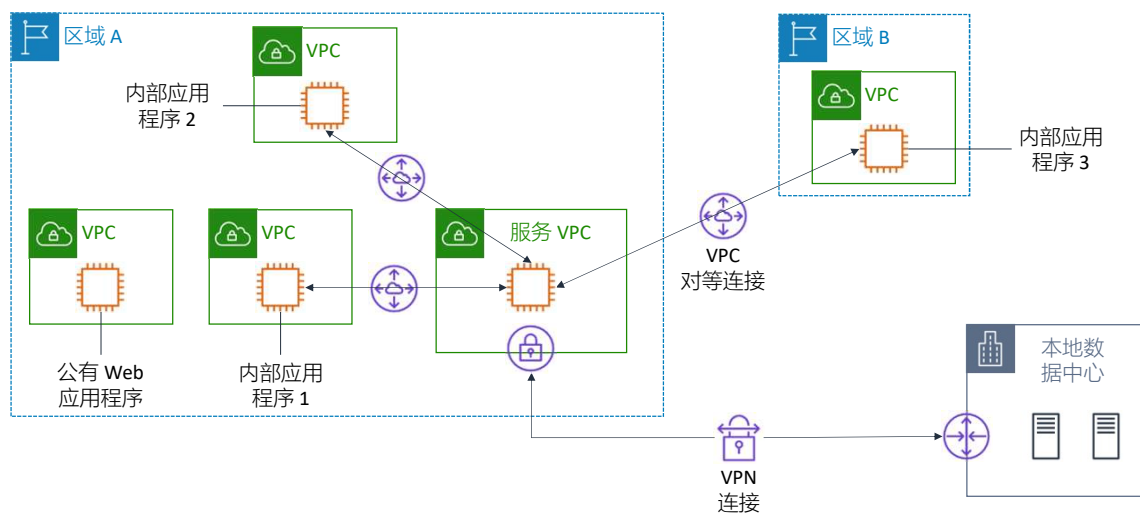 区域 A
VPC
内部应用
程序 2
VPC
VPC
服务 VPC
公有 Web
应用程序
内部应用
程序 1
区域 B
VPC
内部应用
程序 3
VPC
对等连接
VPN
连接
本地数
据中心